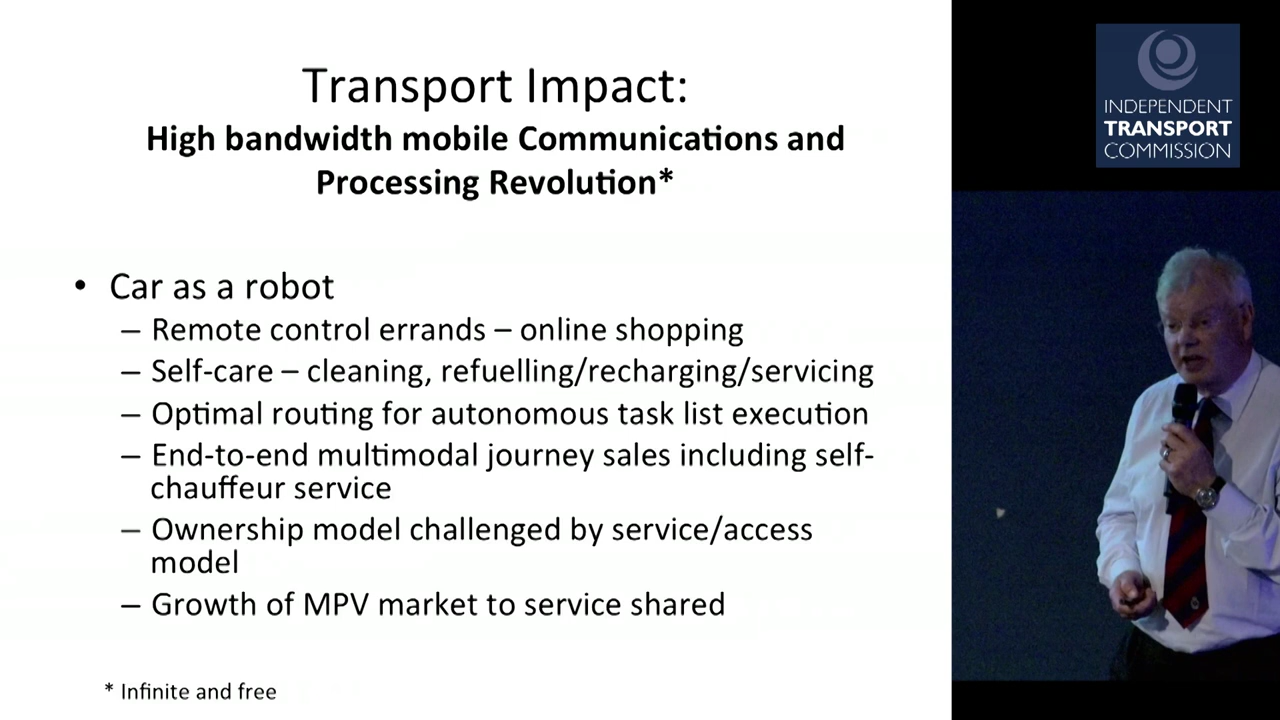 Transport Impact:
High bandwidth mobile Communications and
Processing Revolution*
• Car as a robot
– Remote control errands – online shopping
– Self-care – cleaning, refuelling/recharging/servicing
– Optimal routing for autonomous task list execution
– End-to-end multimodal journey sales including self-
chauffeur service
– Ownership model challenged by service/access
model
– Growth of MPV market to service shared
* Infinite and free
INDEPENDENT
TRANSPORT
COMMISSION